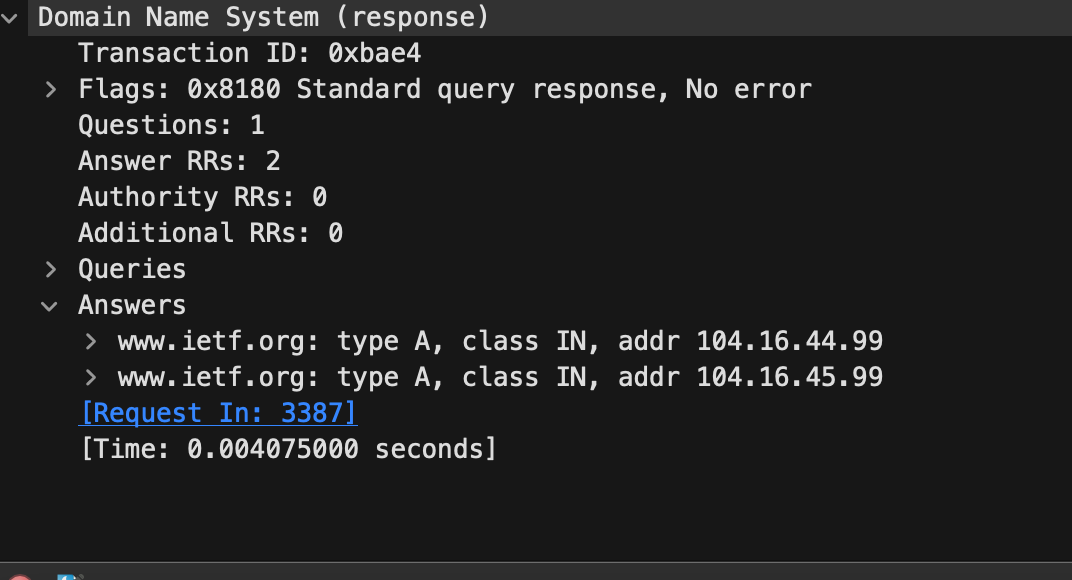 Domain Name System (response)
Transaction ID: 0xbae4
Flags: 0x8180 Standard query response, No error
Questions: 1
Answer RRs: 2
Authority RRs: 0
Additional RRs: 0
Queries
Answers
www.ietf.org: type A, class IN, addr 104.16.44.99
www.ietf.org: type A, class IN, addr 104.16.45.99
[Request In: 3387]
[Time: 0.004075000 seconds]